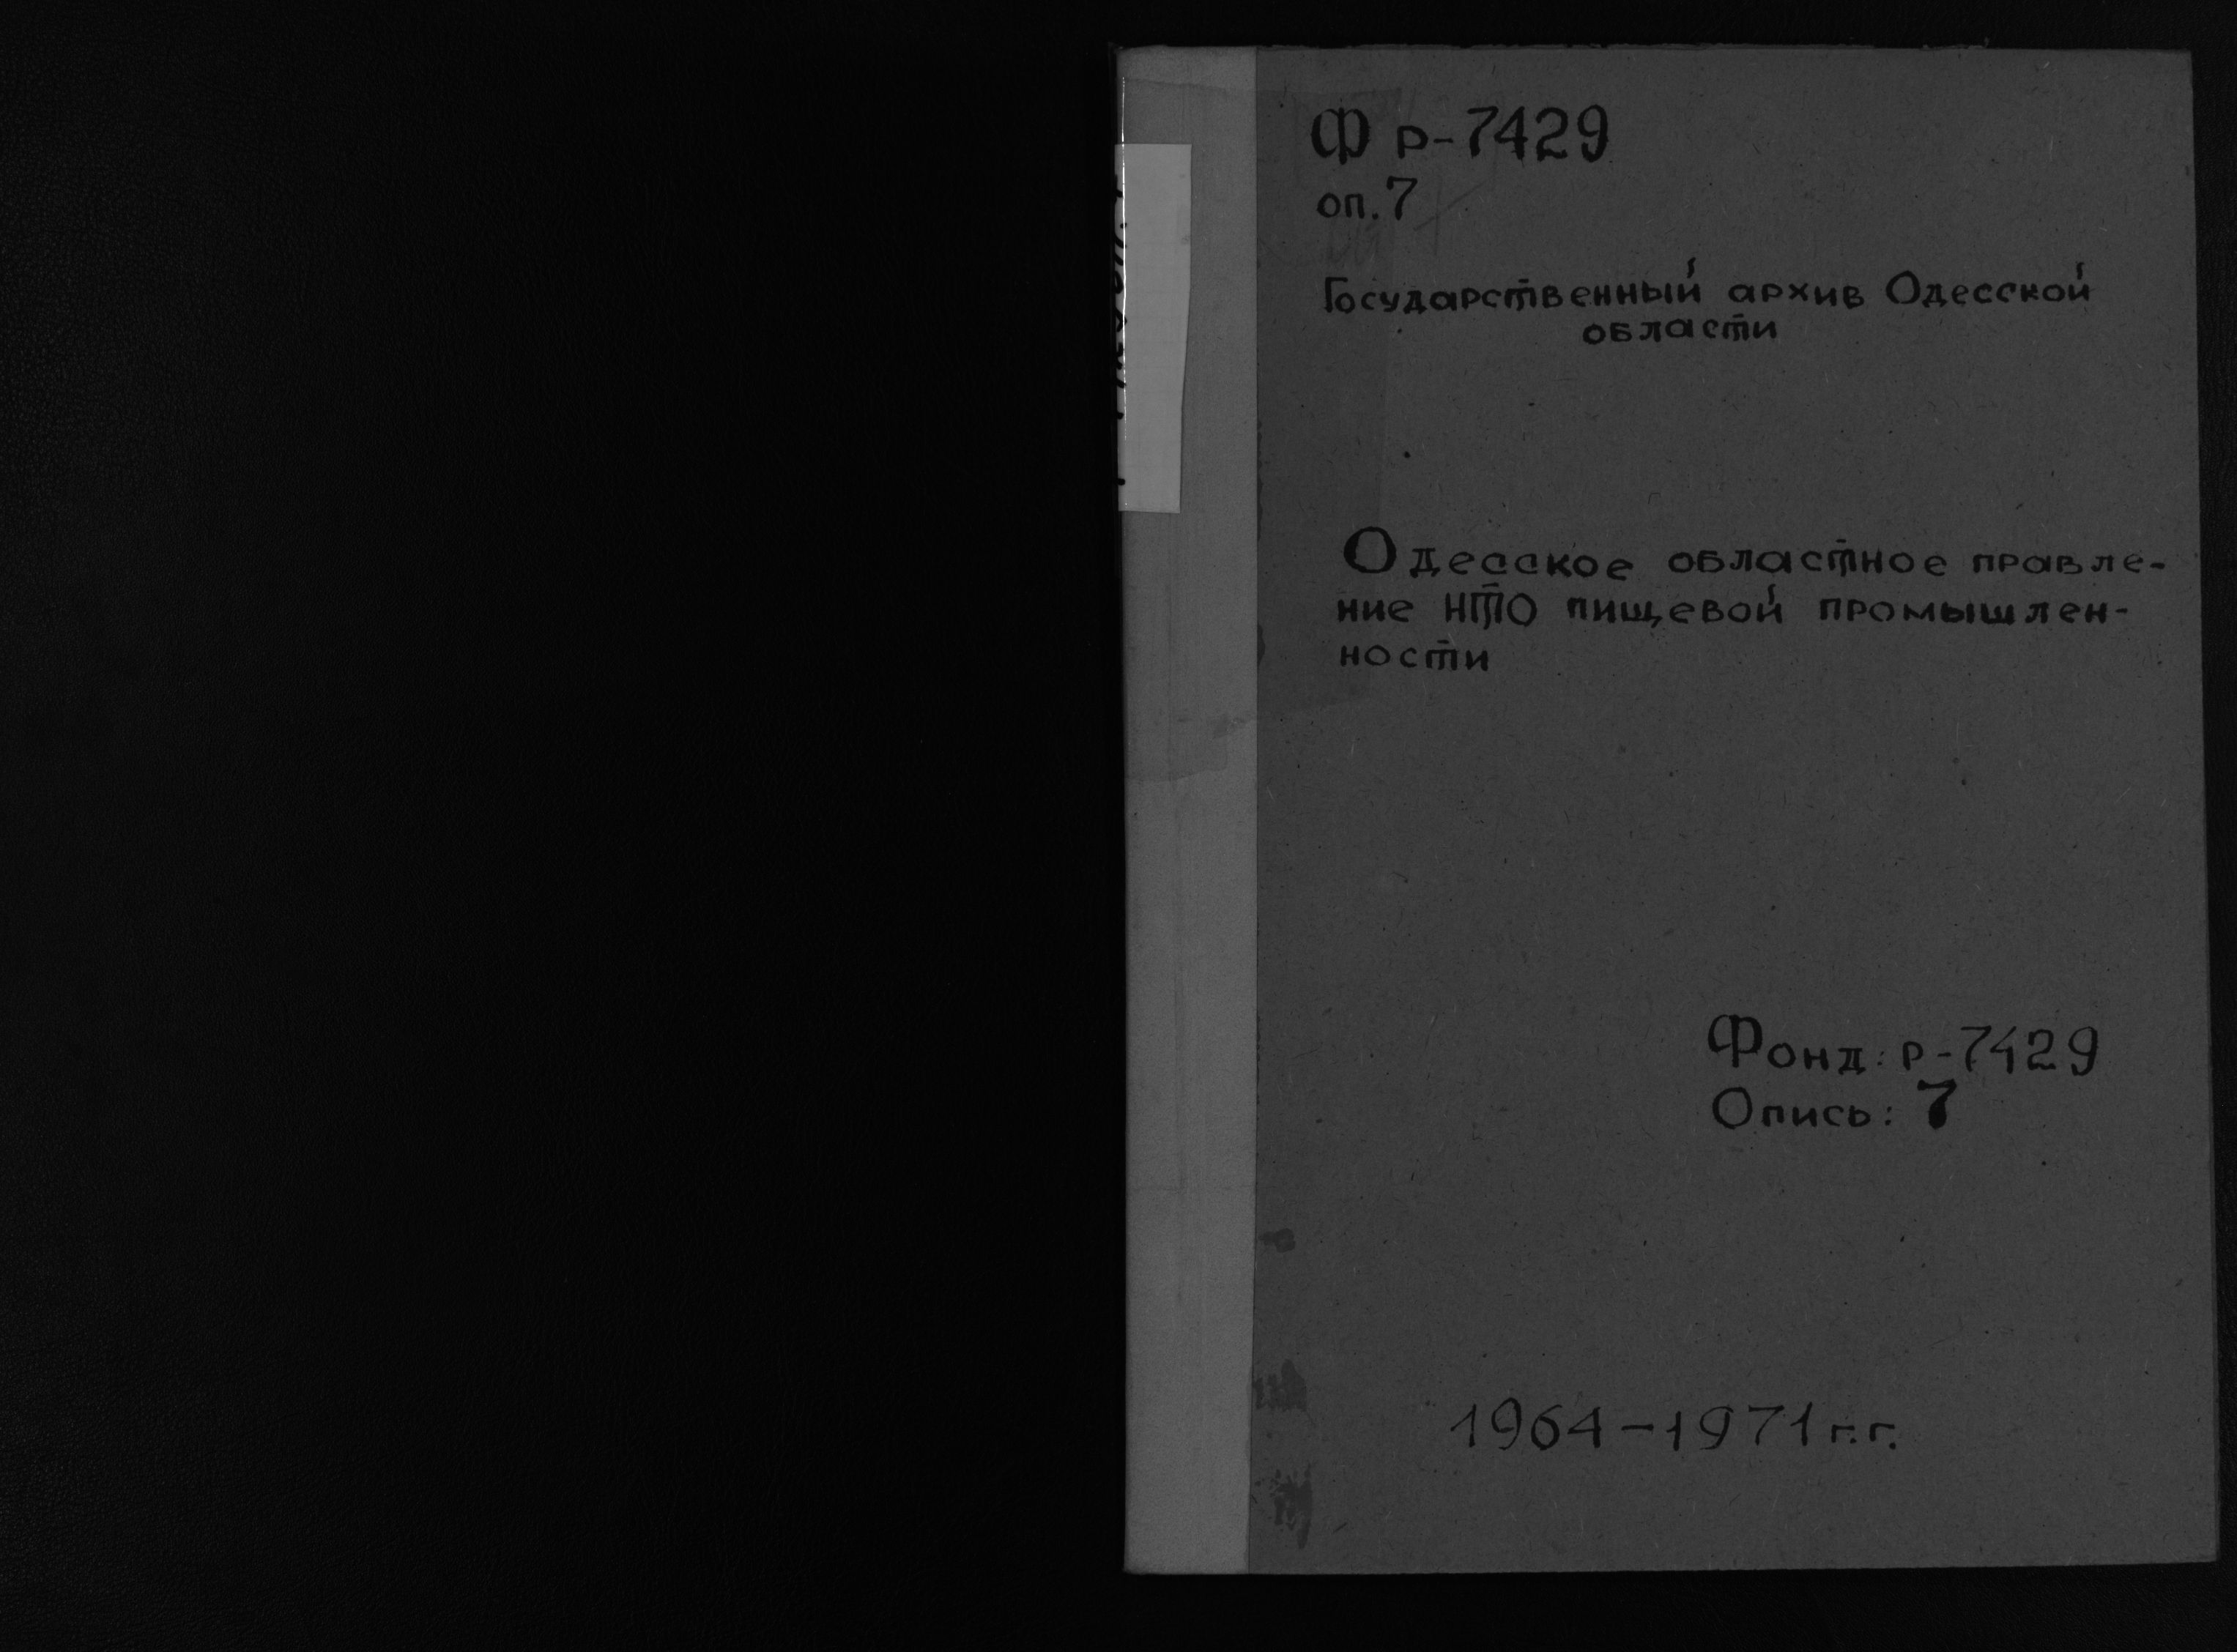 Ф Р-7429
оп. 7
Государственный архив Одесской
области
Одесское областное правле-
ние НТО пищевой промышлен-
ности
Фонд: Р-7429
Опись: 7
1964-1971 г.г.